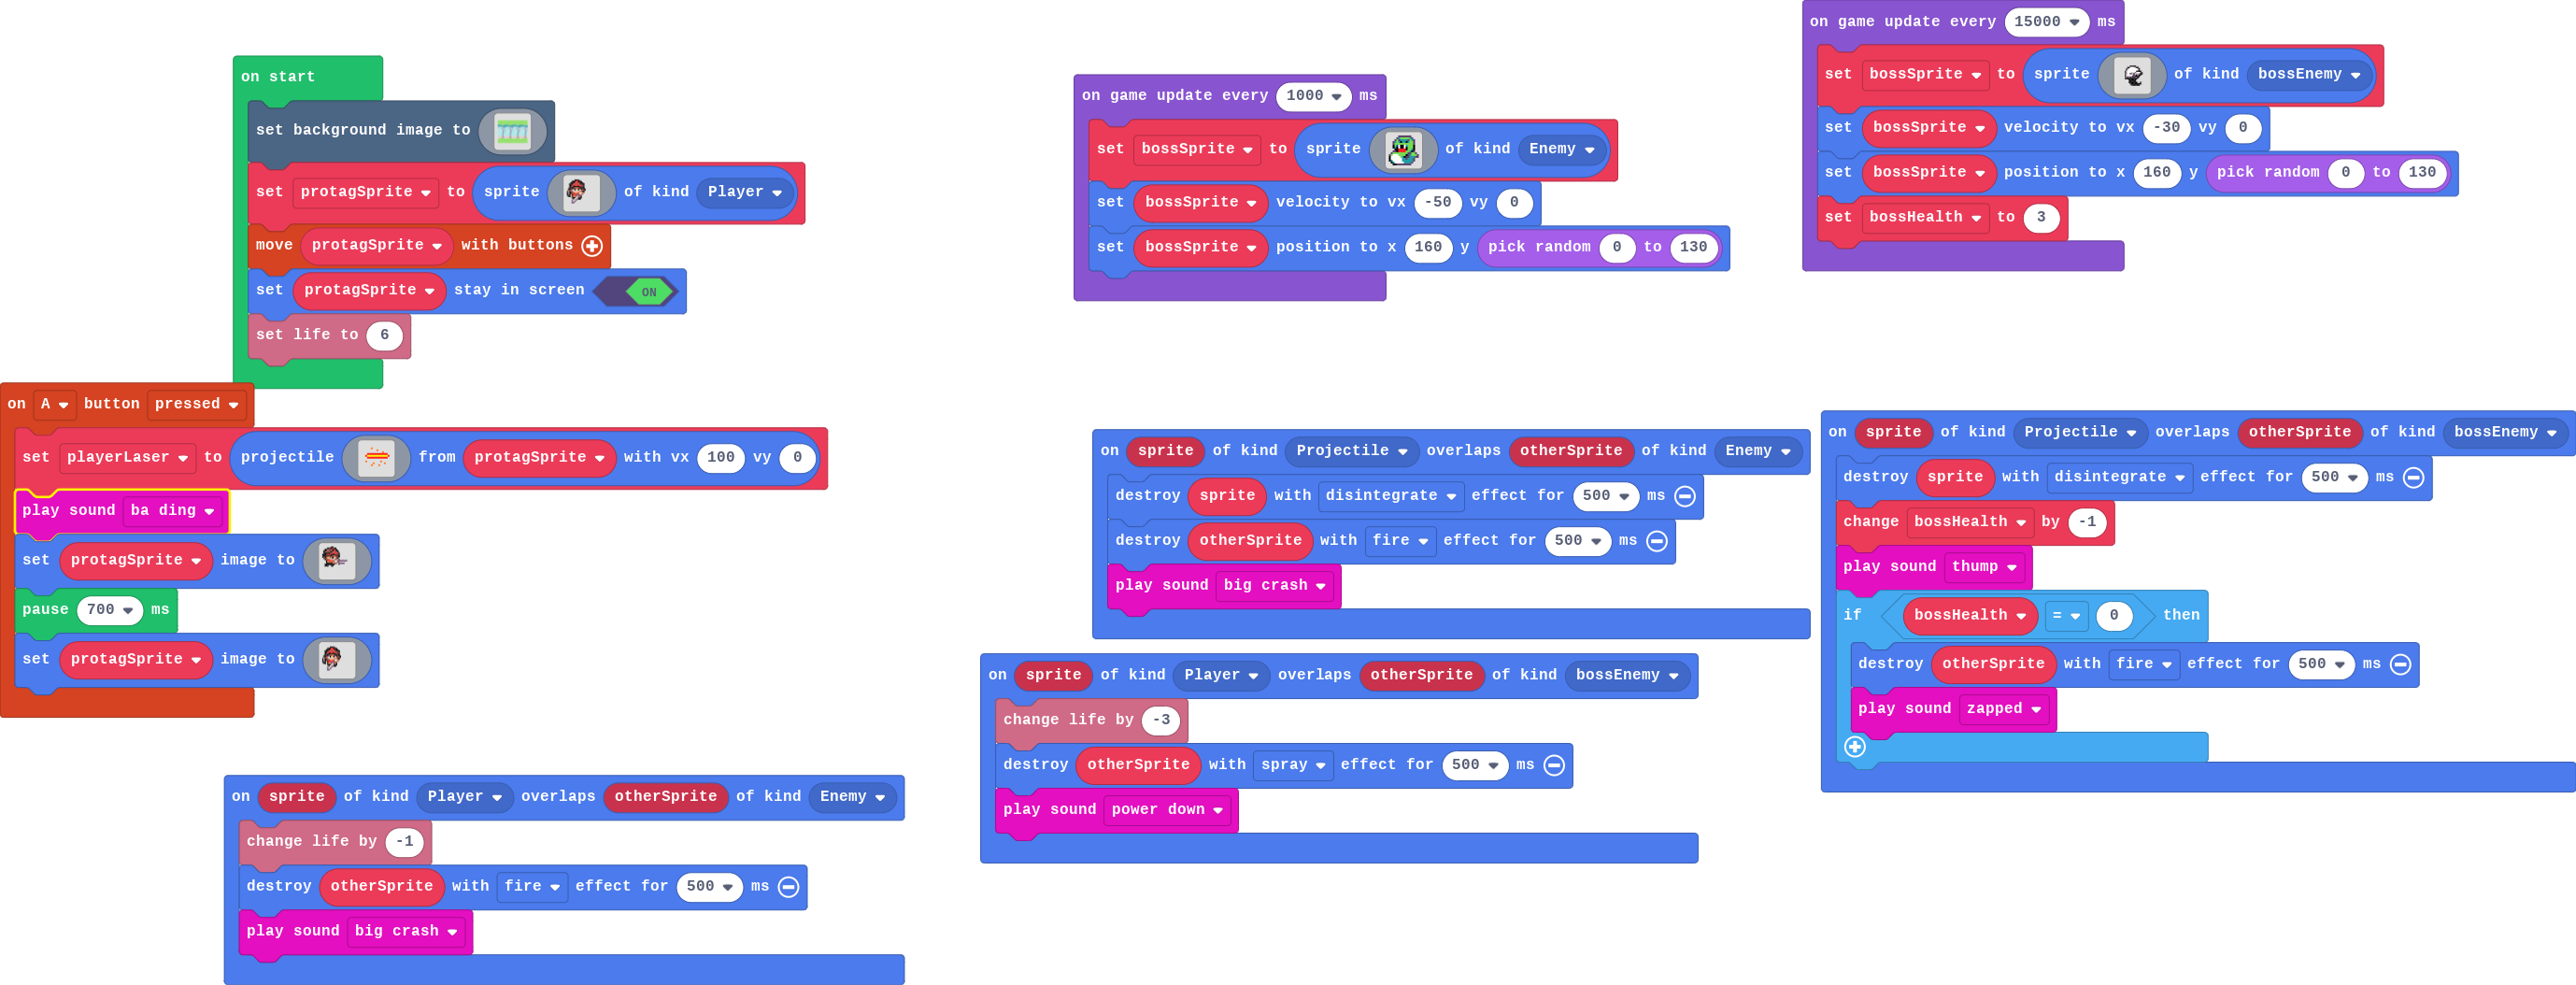 on start
set background image to
set protagSprite to sprite of kind Player
move protagSprite with buttons
set protagSprite stay in screen ON
set life to 6
on A button pressed
set playerLaser to projectile from protagSprite with vx 100 vy 0
play sound ba ding
set protagSprite image to
pause 700 ms
set protagSprite image to
on sprite of kind Player overlaps otherSprite of kind Enemy
change life by -1
destroy otherSprite with fire effect for 500 ms
play sound big crash
on game update every 1000 ms
set bossSprite to sprite of kind Enemy
set bossSprite velocity to vx -50 vy 0
set bossSprite position to x 160 y pick random 0 to 130
on sprite of kind Projectile overlaps otherSprite of kind Enemy
destroy sprite with disintegrate effect for 500 ms
destroy otherSprite with fire effect for 500 ms
play sound big crash
on sprite of kind Player overlaps otherSprite of kind bossEnemy
change life by -3
destroy otherSprite with spray effect for 500 ms
play sound power down
on game update every 15000 ms
set bossSprite to sprite of kind bossEnemy
set bossSprite velocity to vx -30 vy 0
set bossSprite position to x 160 y pick random 0 to 130
set bossHealth to 3
on sprite of kind Projectile overlaps otherSprite of kind bossEnemy
destroy sprite with disintegrate effect for 500 ms
change bossHealth by -1
play sound thump
if bossHealth = 0 then
destroy otherSprite with fire effect for 500 ms
play sound zapped